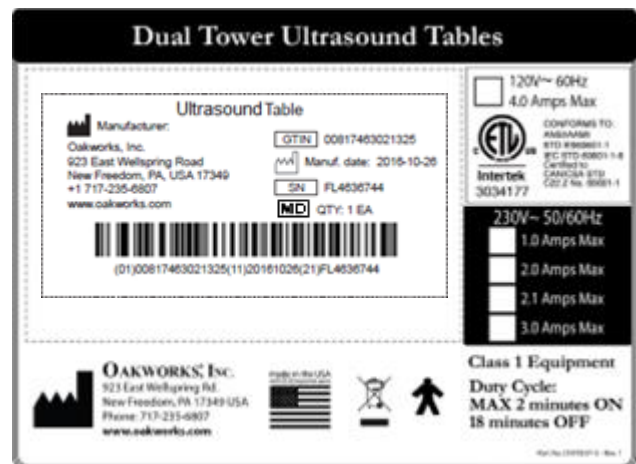 Dual Tower Ultrasound Tables
Ultrasound Table
Manufacturer:
Oakworks, Inc.
923 East Wellspring Road
New Freedom, PA, USA 17349
+1 717-235-6807
www.oakworks.com
GTIN 00817463021325
Manuf. date: 2016-10-26
SN FL4636744
MD QTY: 1 EA
(01)00817463021325(11)20161026(21)FL4636744
120V~ 60Hz
4.0 Amps Max
ETL
c us
Intertek
3034177
CONFORMS TO:
Certified to
230V~ 50/60Hz
1.0 Amps Max
2.0 Amps Max
2.1 Amps Max
3.0 Amps Max
OAKWORKS, INC.
923 East Wellspring Rd.
New Freedom, PA 17349 USA
Phone: 717-235-6807
www.oakworks.com
made in the USA
Class 1 Equipment
Duty Cycle:
MAX 2 minutes ON
18 minutes OFF